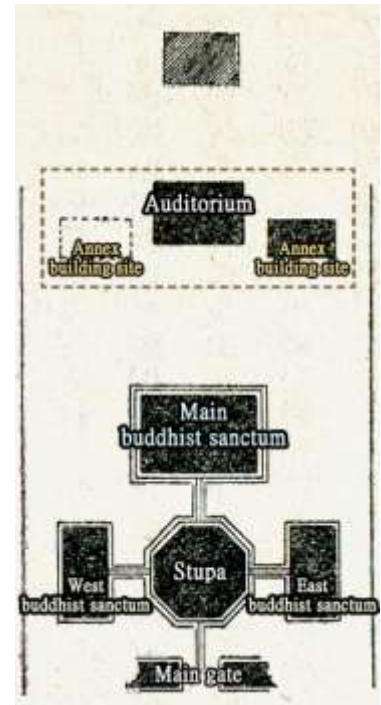 Auditorium
Annex
building site
Annex
building site
Main
buddhist sanctum
Stupa
West
buddhist sanctum
East
buddhist sanctum
Main gate